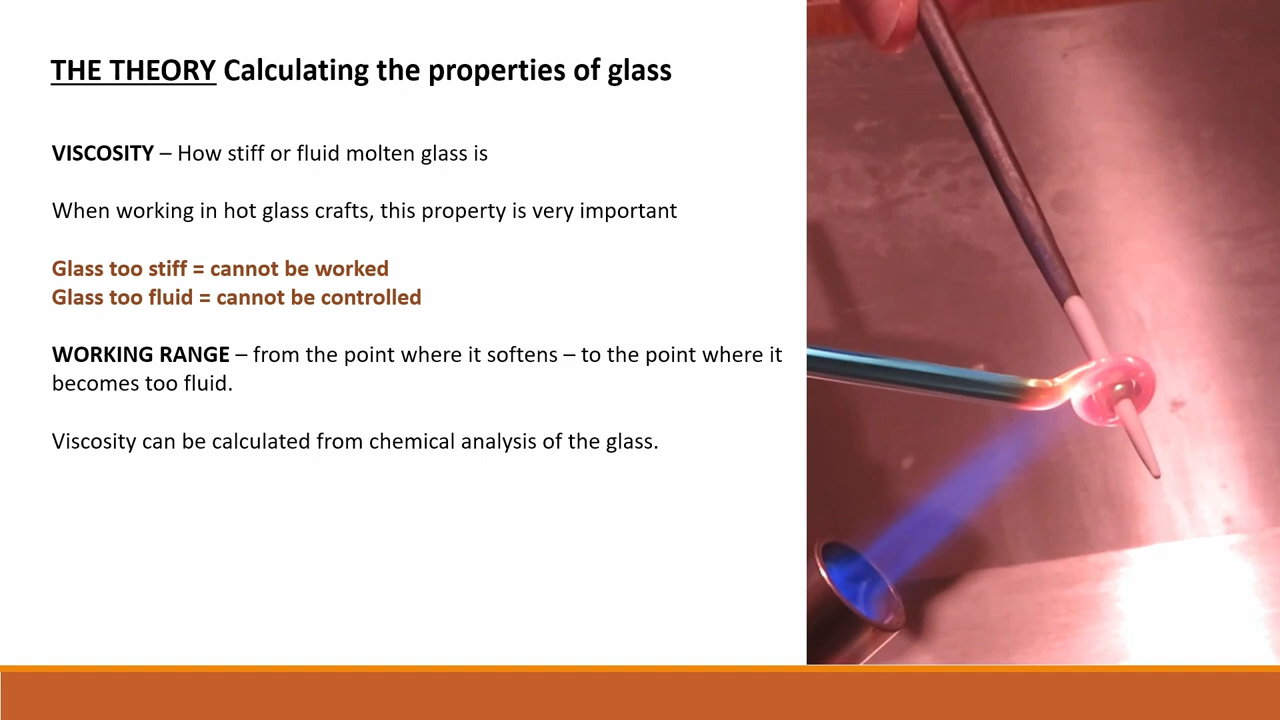 THE THEORY Calculating the properties of glass
VISCOSITY – How stiff or fluid molten glass is
When working in hot glass crafts, this property is very important
Glass too stiff = cannot be worked
Glass too fluid = cannot be controlled
WORKING RANGE – from the point where it softens – to the point where it
becomes too fluid.
Viscosity can be calculated from chemical analysis of the glass.